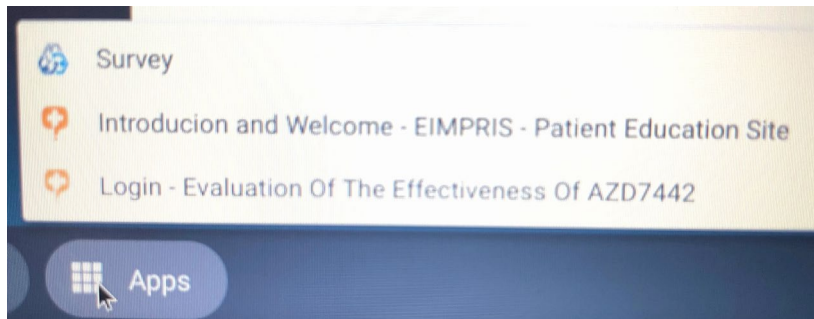 Survey
Introducion and Welcome - EIMPRIS - Patient Education Site
Login - Evaluation Of The Effectiveness Of AZD7442
Apps